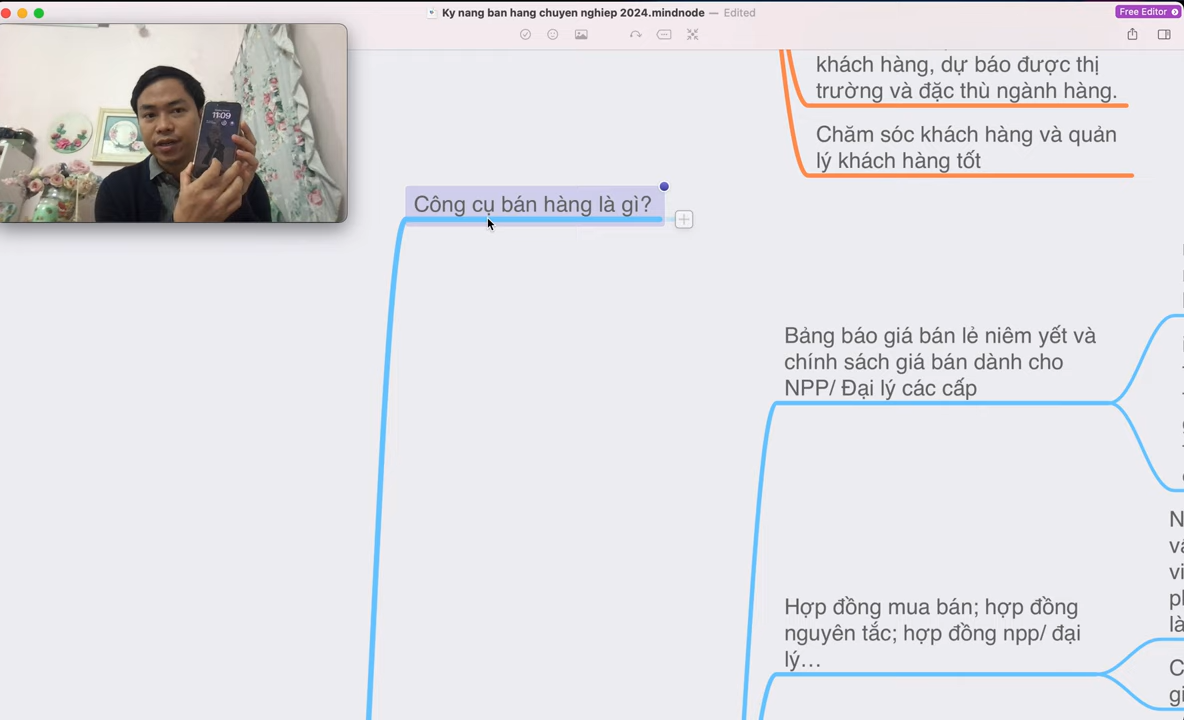 Ky nang ban hang chuyen nghiep 2024.mindnode — Edited
Free Editor
11:09
khách hàng, dự báo được thị
trường và đặc thù ngành hàng.
Chăm sóc khách hàng và quản
lý khách hàng tốt
Công cụ bán hàng là gì?
Bảng báo giá bán lẻ niêm yết và
chính sách giá bán dành cho
NPP/ Đại lý các cấp
Hợp đồng mua bán; hợp đồng
nguyên tắc; hợp đồng npp/ đại
lý…